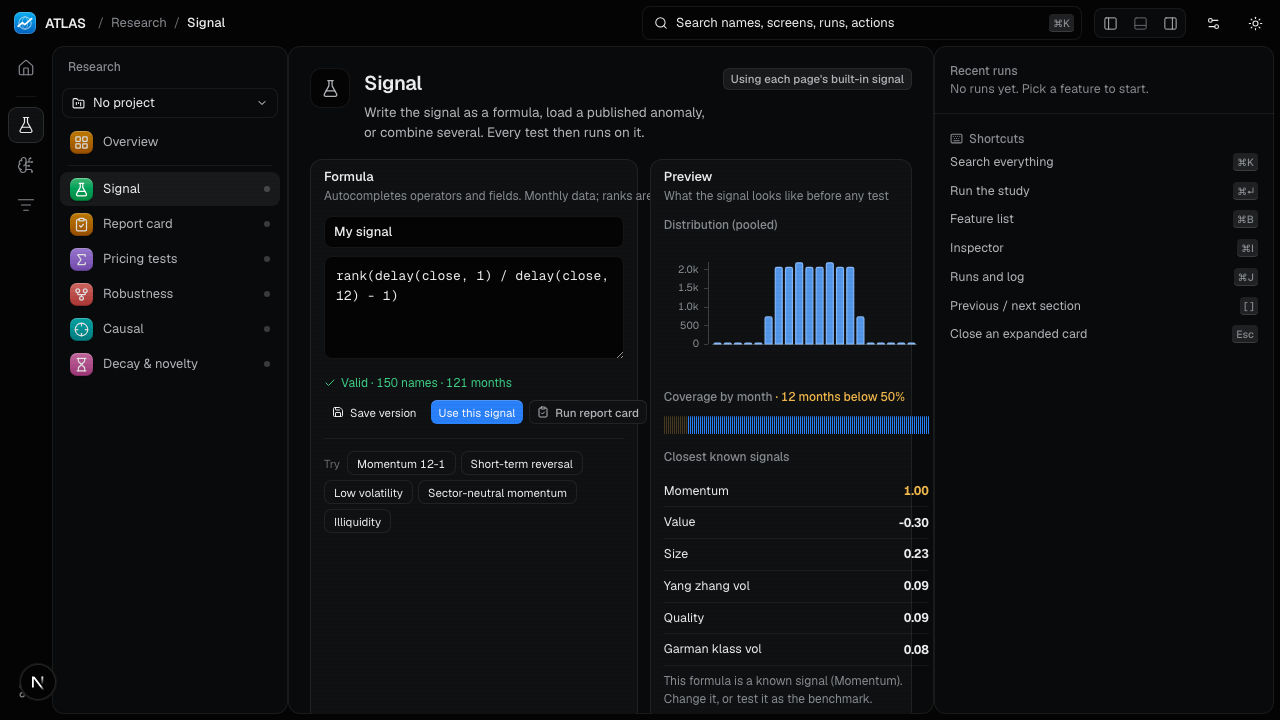 ATLAS / Research / Signal
Search names, screens, runs, actions ⌘K
Research
No project
Overview
Signal
Report card
Pricing tests
Robustness
Causal
Decay & novelty
N
Signal
Using each page's built-in signal
Write the signal as a formula, load a published anomaly,
or combine several. Every test then runs on it.
Formula
Autocompletes operators and fields. Monthly data; ranks are
My signal
rank(delay(close, 1) / delay(close,
12) - 1)
Valid · 150 names · 121 months
Save version
Use this signal
Run report card
Try
Momentum 12-1
Short-term reversal
Low volatility
Sector-neutral momentum
Illiquidity
Preview
What the signal looks like before any test
Distribution (pooled)
2.0k
1.5k
1.0k
500
0
Coverage by month · 12 months below 50%
Closest known signals
Momentum 1.00
Value -0.30
Size 0.23
Yang zhang vol 0.09
Quality 0.09
Garman klass vol 0.08
This formula is a known signal (Momentum).
Change it, or test it as the benchmark.
Recent runs
No runs yet. Pick a feature to start.
Shortcuts
Search everything ⌘K
Run the study ⌘↵
Feature list ⌘B
Inspector ⌘I
Runs and log ⌘J
Previous / next section [ ]
Close an expanded card Esc